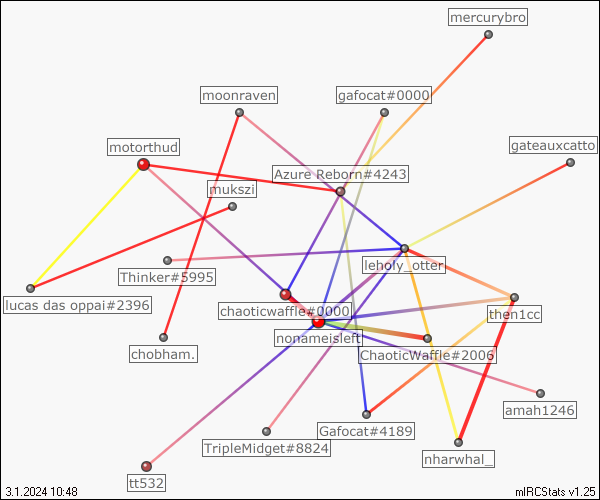 mercurybro
moonraven
gafocat#0000
motorthud
gateauxcatto
Azure Reborn#4243
mukszi
Thinker#5995
leholy_otter
lucas das oppai#2396
chaoticwaffle#0000
then1cc
nonameisleft
chobham.
ChaoticWaffle#2006
amah1246
Gafocat#4189
TripleMidget#8824
nharwhal_
tt532
3.1.2024 10:48
mIRCStats v1.25